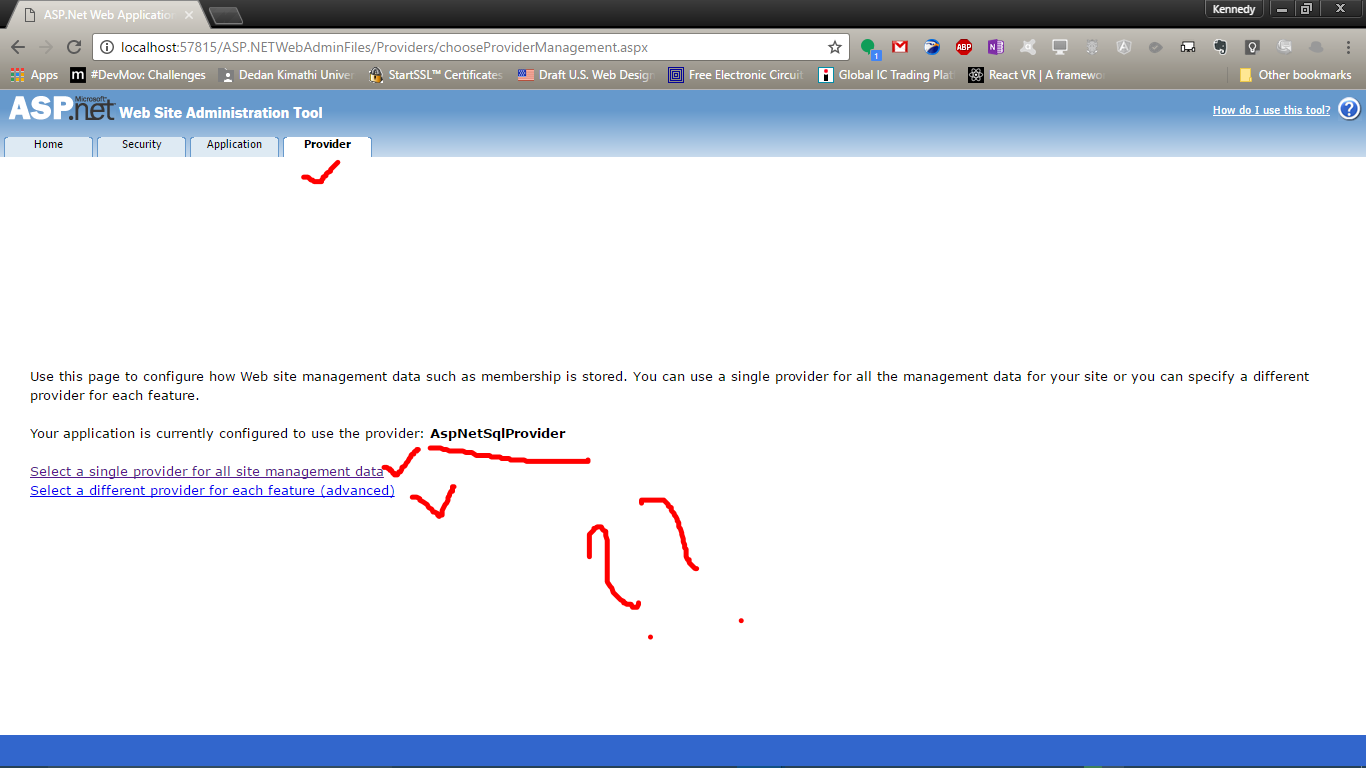 ASP.Net Web Applicatio
Kennedy
localhost:57815/ASP.NETWebAdminFiles/Providers/chooseProviderManagement.aspx
1
ABP
Apps
m #DevMov: Challenges
Dedan Kimathi Univer
StartSSL™ Certificates
Draft U.S. Web Design
Free Electronic Circuit
Global IC Trading Plat
React VR | A framewo
Other bookmarks
Microsoft
ASP.net Web Site Administration Tool
How do I use this tool? ?
Home
Security
Application
Provider
Use this page to configure how Web site management data such as membership is stored. You can use a single provider for all the management data for your site or you can specify a different
provider for each feature.
Your application is currently configured to use the provider: AspNetSqlProvider
Select a single provider for all site management data
Select a different provider for each feature (advanced)